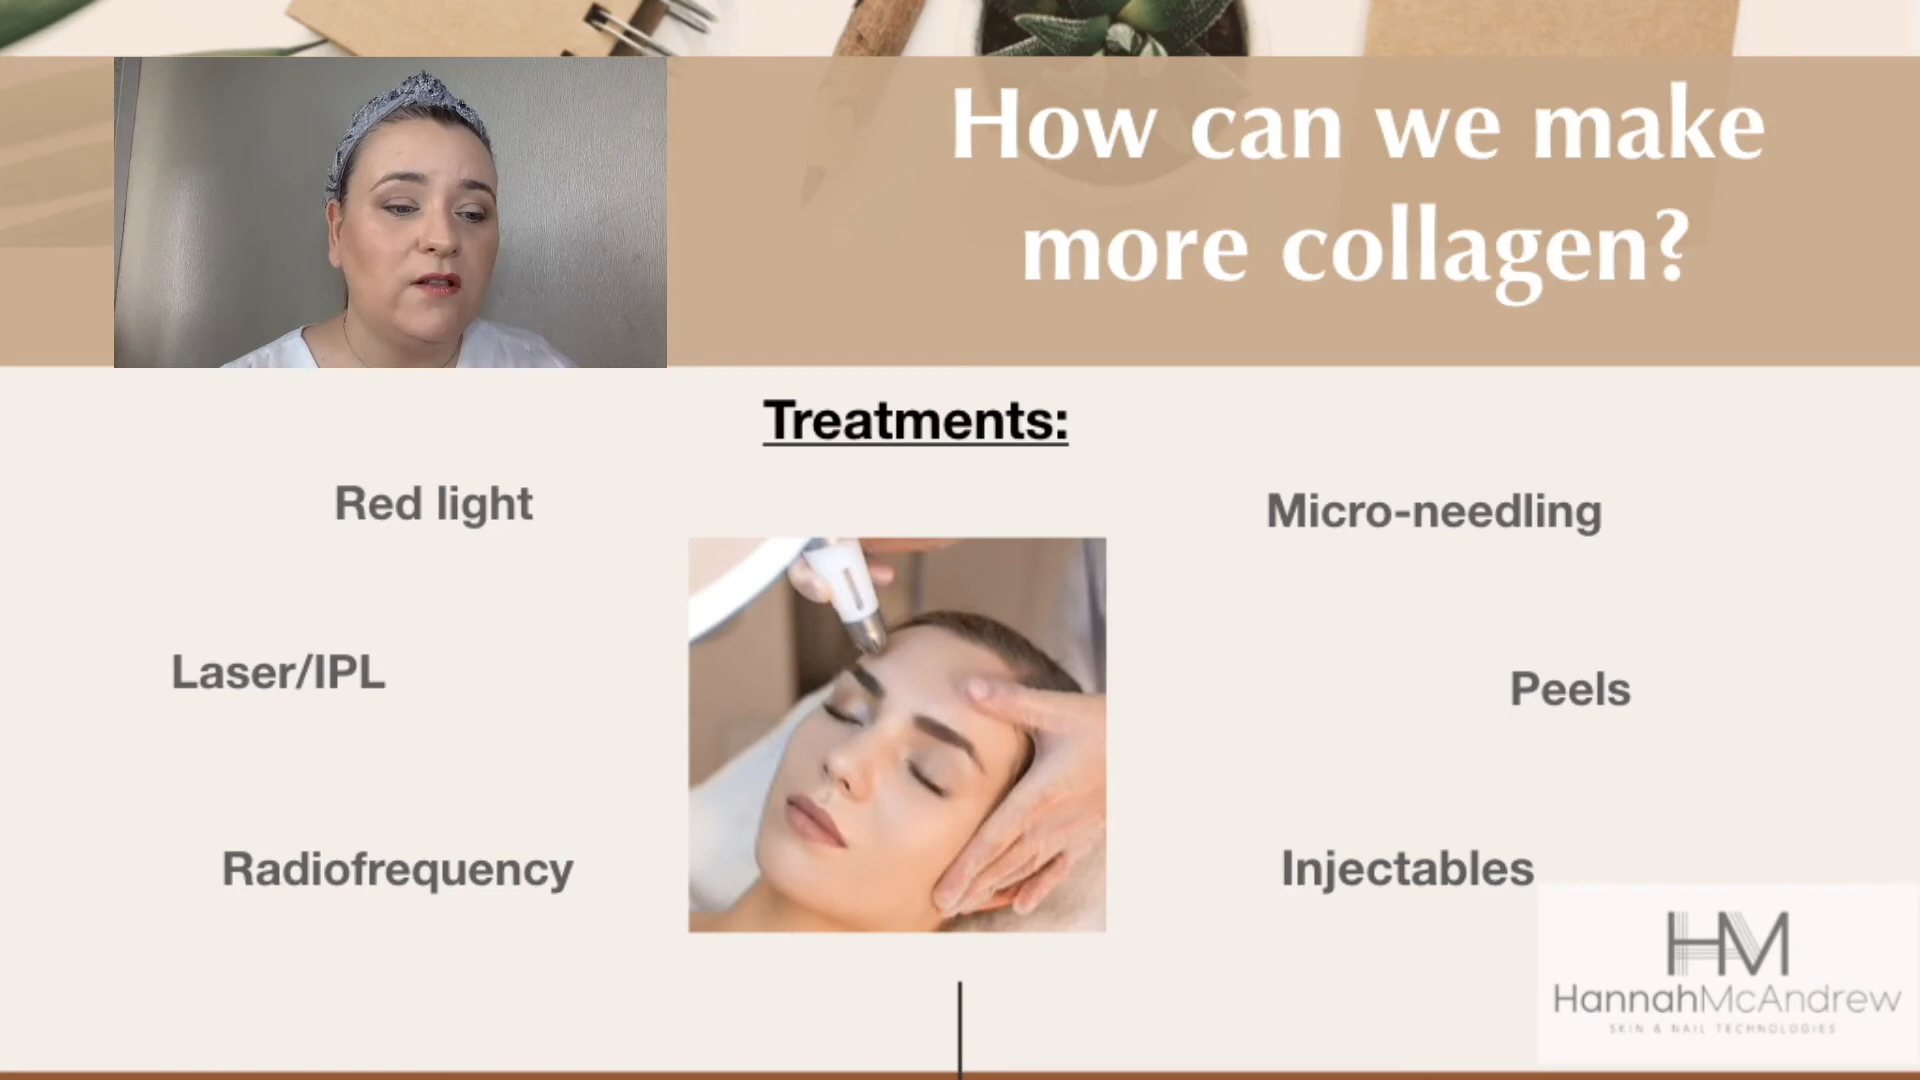 How can we make
more collagen?
Treatments:
Red light
Micro-needling
Laser/IPL
Peels
Radiofrequency
Injectables
HM
HannahMcAndrew
SKIN & NAIL TECHNOLOGIES